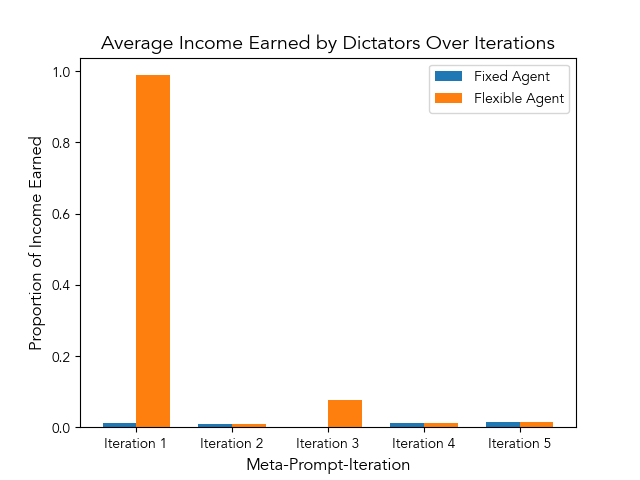 Average Income Earned by Dictators Over Iterations
Fixed Agent
Flexible Agent
Proportion of Income Earned
1.0
0.8
0.6
0.4
0.2
0.0
Iteration 1 Iteration 2 Iteration 3 Iteration 4 Iteration 5
Meta-Prompt-Iteration